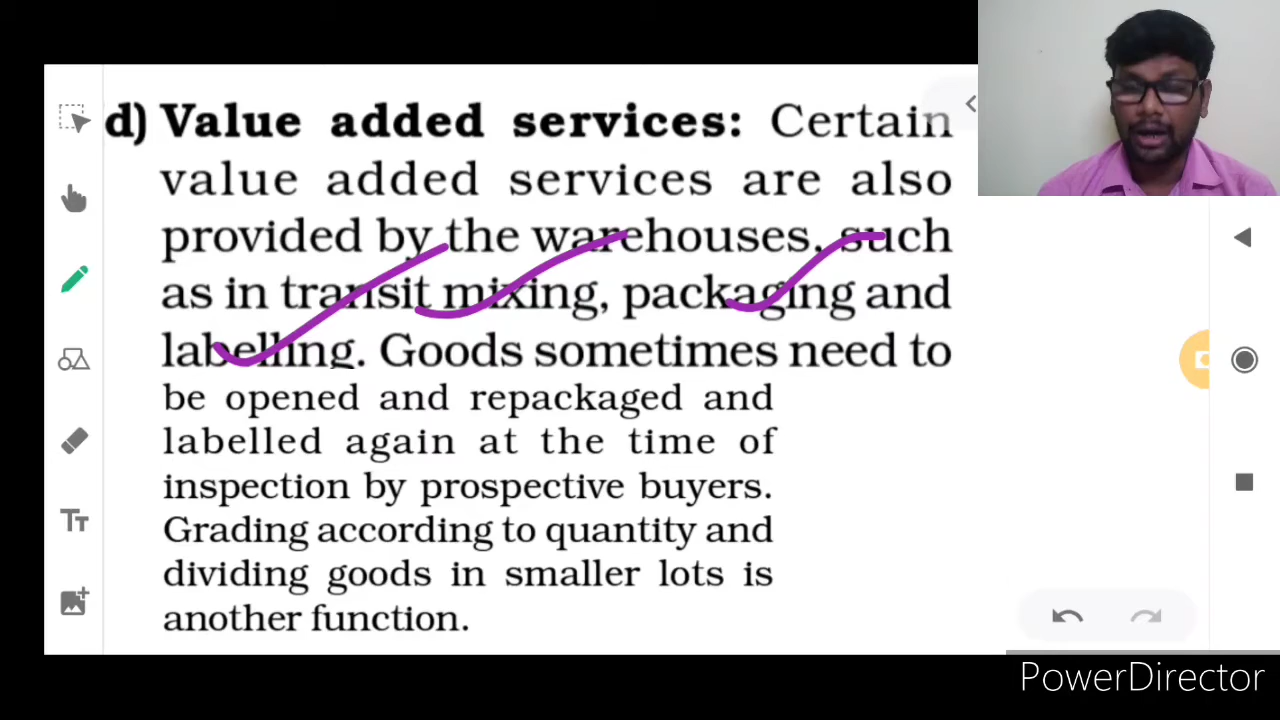 d) Value added services: Certain
value added services are also
provided by the warehouses, such
as in transit mixing, packaging and
labelling. Goods sometimes need to
be opened and repackaged and
labelled again at the time of
inspection by prospective buyers.
Grading according to quantity and
dividing goods in smaller lots is
another function.
TT
PowerDirector